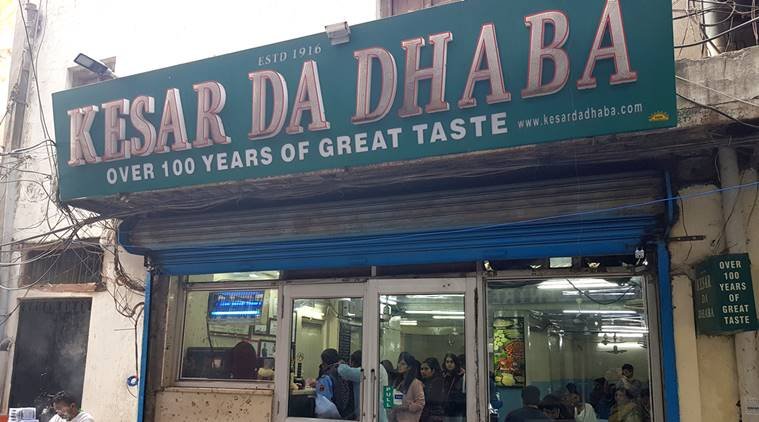 ESTD 1916
KESAR DA DHABA
OVER 100 YEARS OF GREAT TASTE www.kesardadhaba.com
KESAR
DA
DHABA
OVER
100
YEARS
OF
GREAT
TASTE
PULL